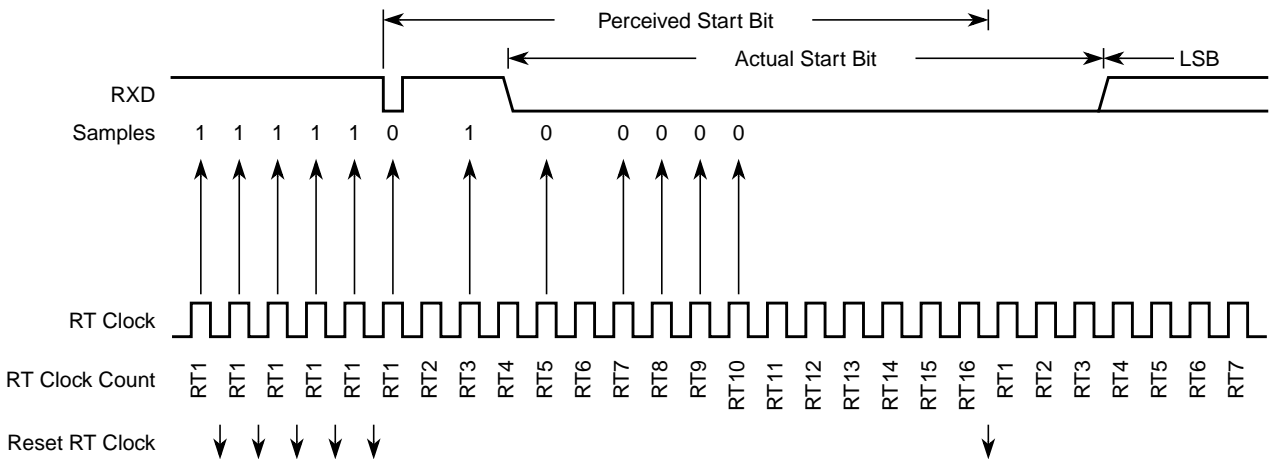 Perceived Start Bit
Actual Start Bit
LSB
RXD
Samples 1 1 1 1 1 0 1 0 0 0 0 0
RT Clock
RT Clock Count RT1 RT1 RT1 RT1 RT1 RT1 RT2 RT3 RT4 RT5 RT6 RT7 RT8 RT9 RT10 RT11 RT12 RT13 RT14 RT15 RT16 RT1 RT2 RT3 RT4 RT5 RT6 RT7
Reset RT Clock